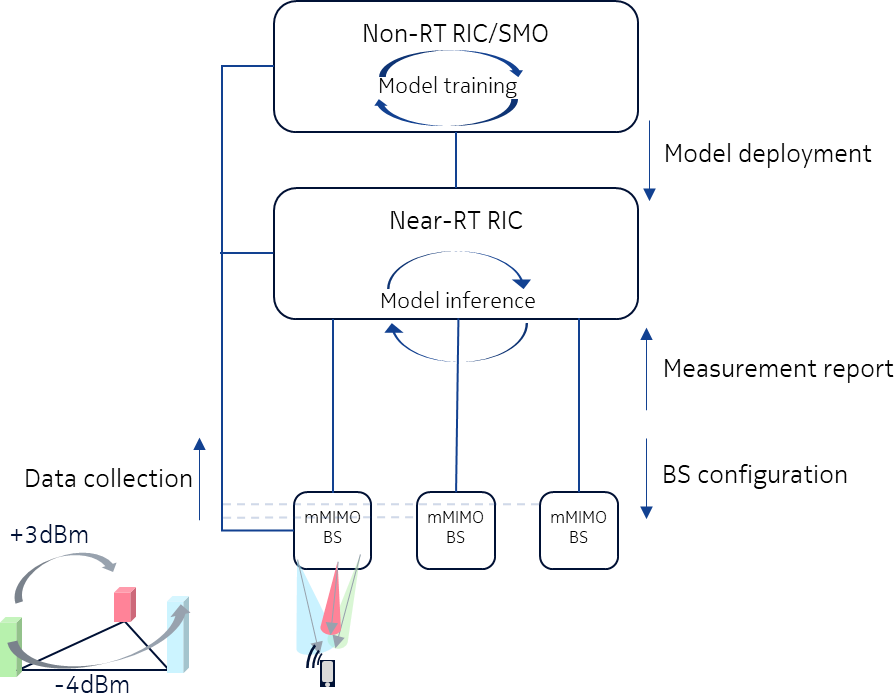 Non-RT RIC/SMO
Model training
Model deployment
Near-RT RIC
Model inference
Measurement report
BS configuration
Data collection
mMIMO
BS
mMIMO
BS
mMIMO
BS
+3dBm
-4dBm